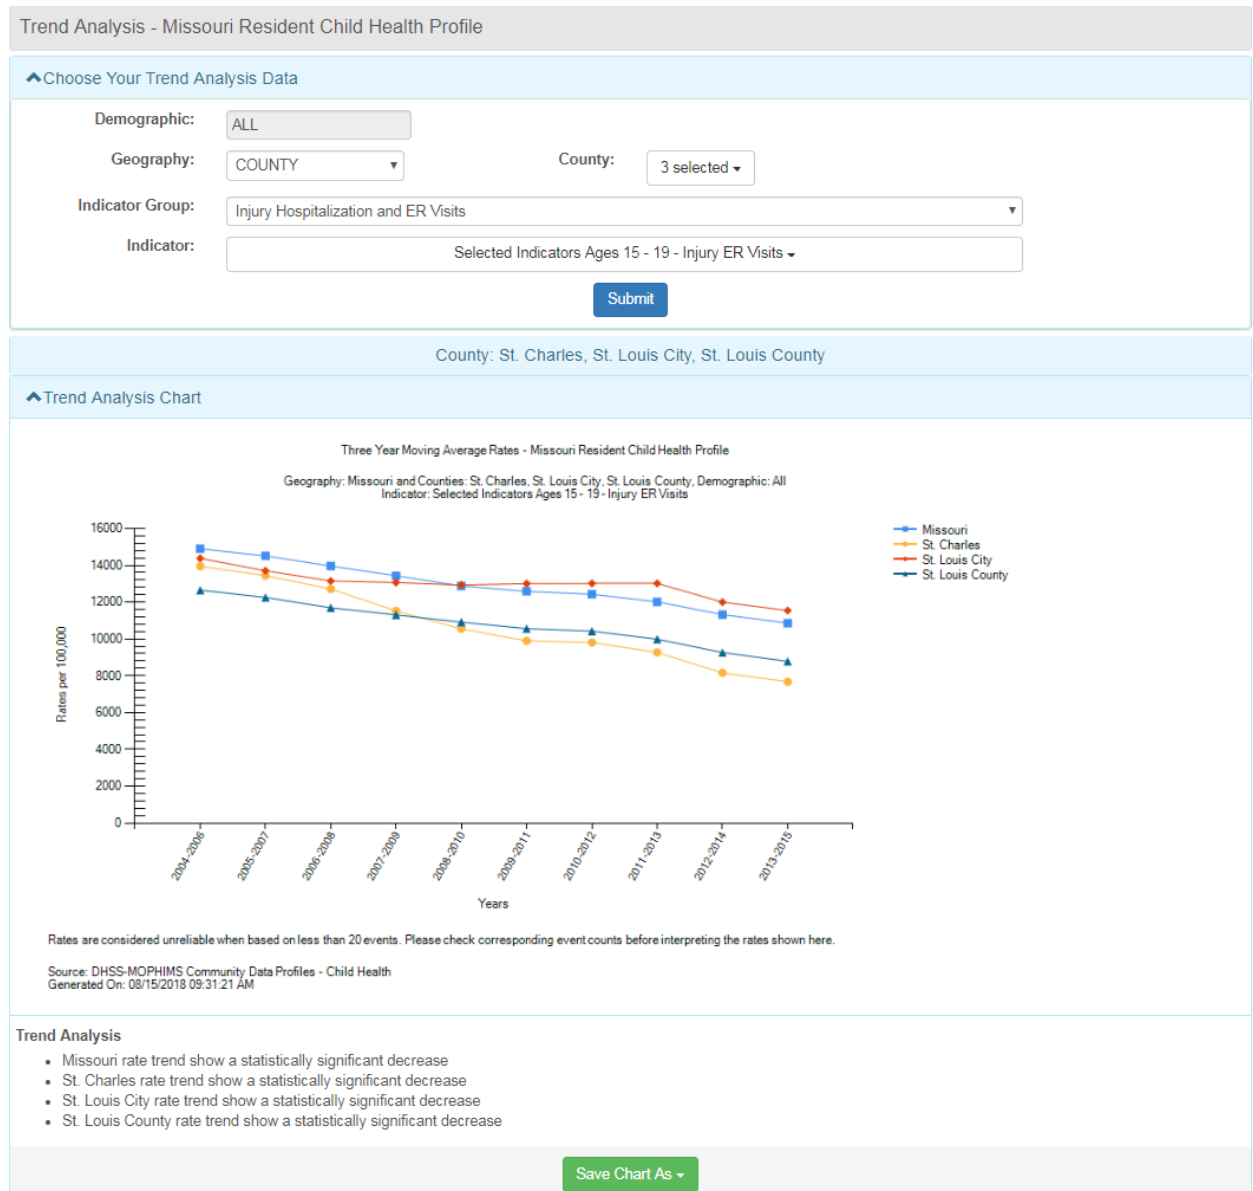 Trend Analysis - Missouri Resident Child Health Profile
Choose Your Trend Analysis Data
Demographic: ALL
Geography: COUNTY County: 3 selected
Indicator Group: Injury Hospitalization and ER Visits
Indicator: Selected Indicators Ages 15 - 19 - Injury ER Visits
Submit
County: St. Charles, St. Louis City, St. Louis County
Trend Analysis Chart
Three Year Moving Average Rates - Missouri Resident Child Health Profile
Geography: Missouri and Counties: St. Charles, St. Louis City, St. Louis County, Demographic: All
Indicator: Selected Indicators Ages 15 - 19 - Injury ER Visits
16000
14000
12000
10000
8000
6000
4000
2000
0
Rates per 100,000
Missouri
St. Charles
St. Louis City
St. Louis County
2004-2006
2005-2007
2006-2008
2007-2009
2008-2010
2009-2011
2010-2012
2011-2013
2012-2014
2013-2015
Years
Rates are considered unreliable when based on less than 20 events. Please check corresponding event counts before interpreting the rates shown here.
Source: DHSS-MOPHIMS Community Data Profiles - Child Health
Generated On: 08/15/2018 09:31:21 AM
Trend Analysis
• Missouri rate trend show a statistically significant decrease
• St. Charles rate trend show a statistically significant decrease
• St. Louis City rate trend show a statistically significant decrease
• St. Louis County rate trend show a statistically significant decrease
Save Chart As